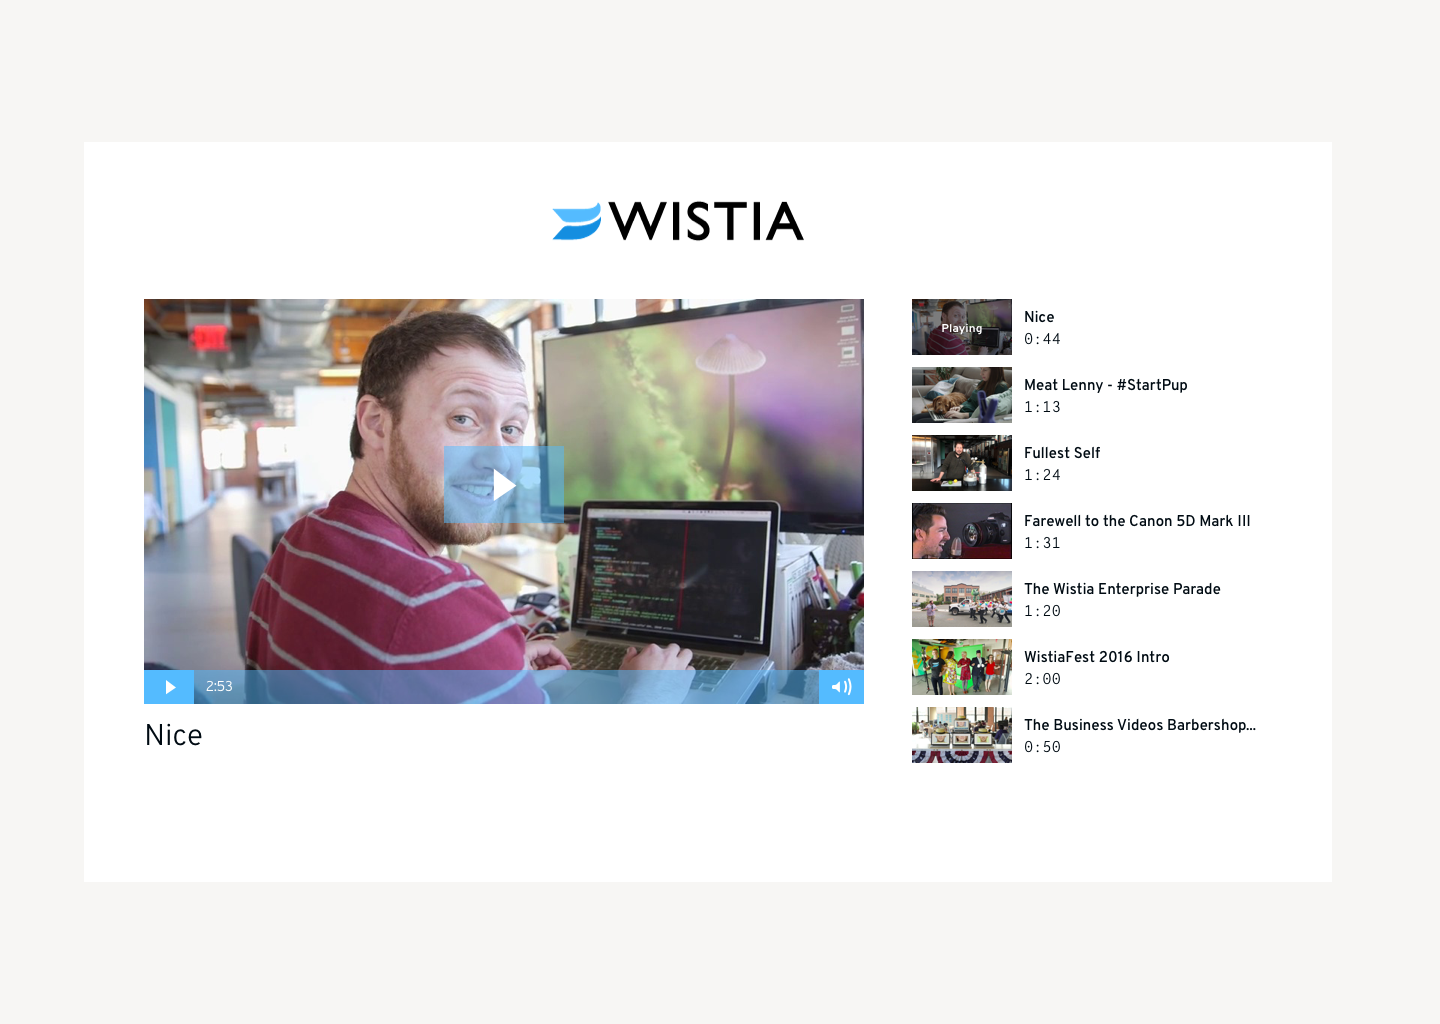 WISTIA
2:53
Nice
Playing
Nice
0:44
Meat Lenny - #StartPup
1:13
Fullest Self
1:24
Farewell to the Canon 5D Mark III
1:31
The Wistia Enterprise Parade
1:20
WistiaFest 2016 Intro
2:00
The Business Videos Barbershop...
0:50